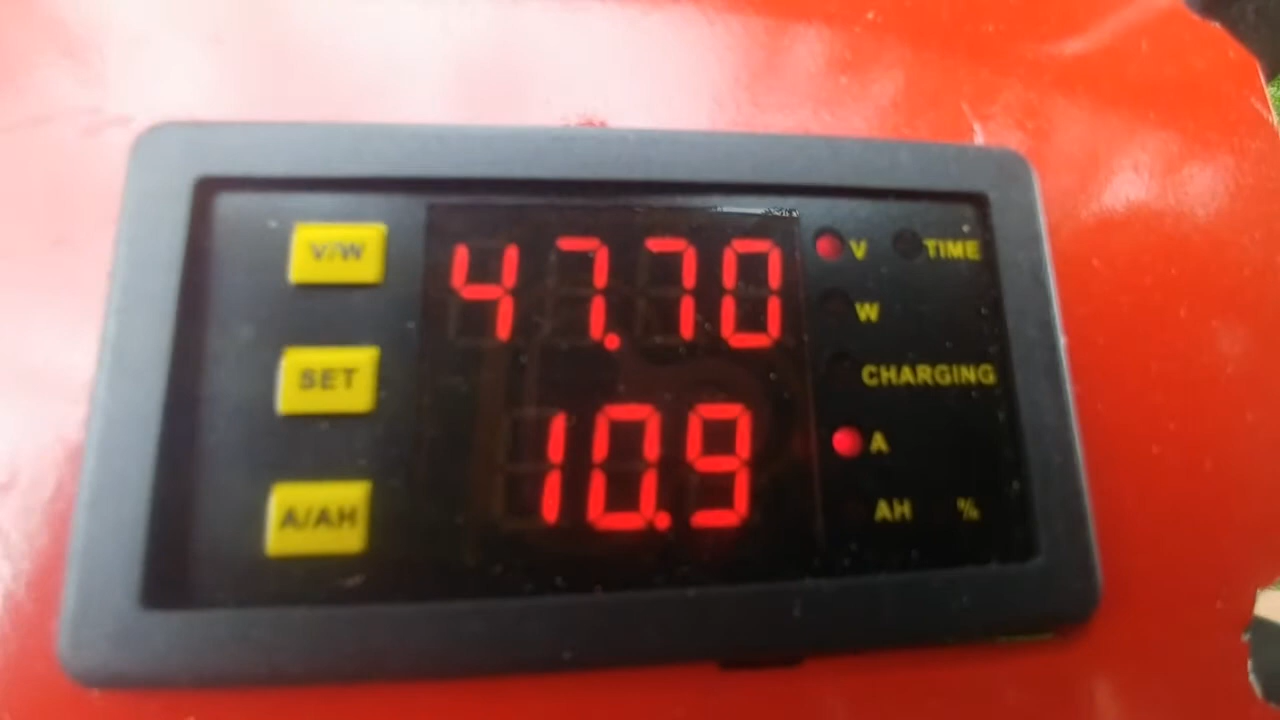 V/W 47.70 V TIME
W
SET CHARGING
10.9 A
A/AH AH %